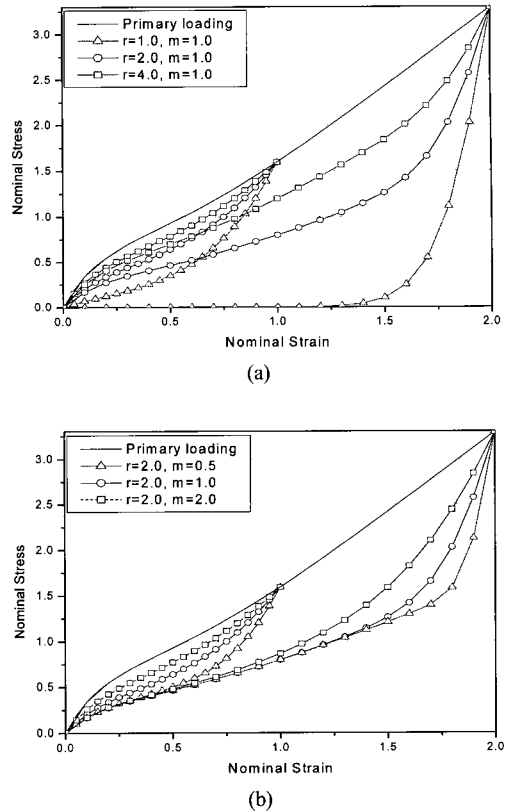 Primary loading
r=1.0, m=1.0
r=2.0, m=1.0
r=4.0, m=1.0
3.0
2.5
2.0
1.5
1.0
0.5
0.0
Nominal Stress
0.0 0.5 1.0 1.5 2.0
Nominal Strain
(a)
Primary loading
r=2.0, m=0.5
r=2.0, m=1.0
r=2.0, m=2.0
3.0
2.5
2.0
1.5
1.0
0.5
0.0
Nominal Stress
0.0 0.5 1.0 1.5 2.0
Nominal Strain
(b)